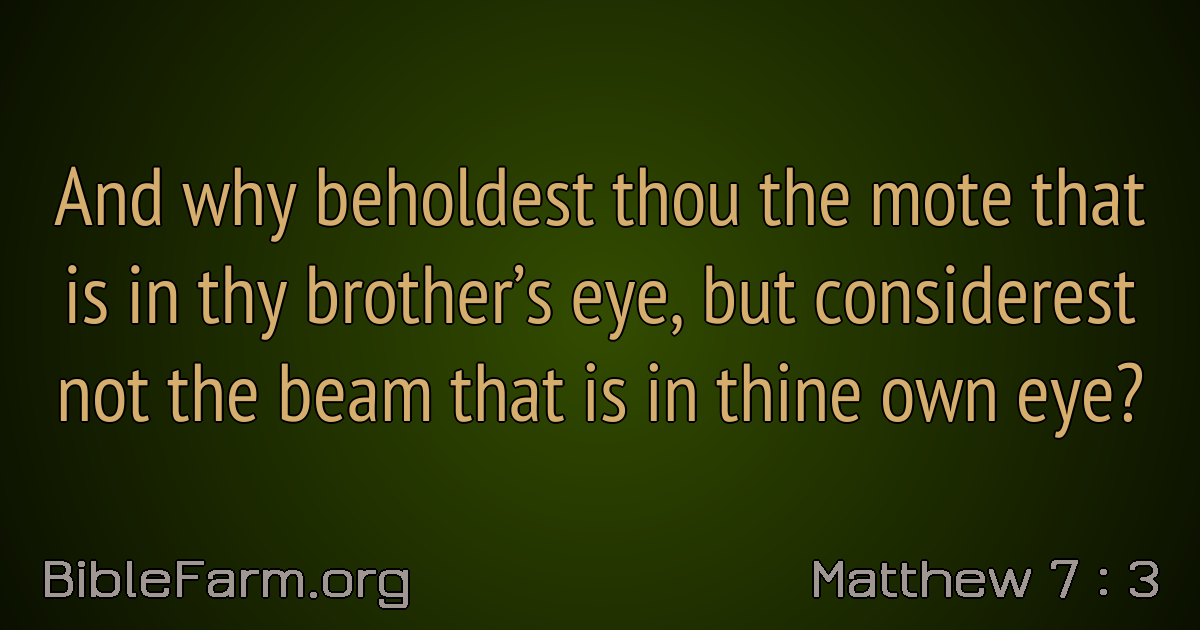 And why beholdest thou the mote that
is in thy brother’s eye, but considerest
not the beam that is in thine own eye?
BibleFarm.org
Matthew 7 : 3